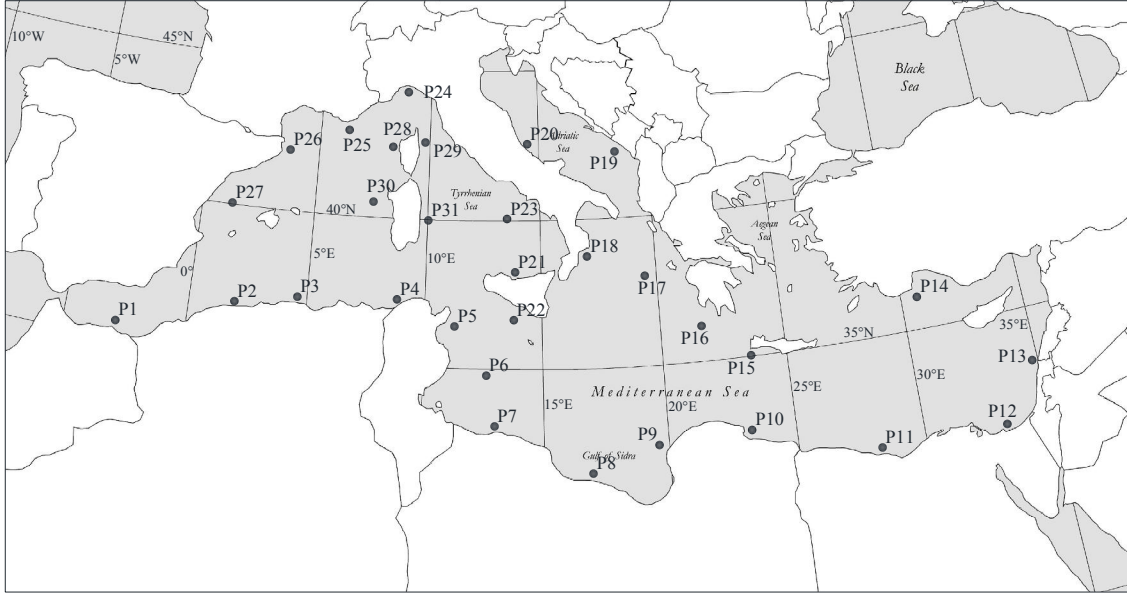 10°W
45°N
5°W
Black
Sea
P24
P20
Adriatic
Sea
P28
P25
P26
P29
P19
P27
P30
Tyrrhenian
Sea
40°N
P31
P23
Aegean
Sea
P18
5°E
10°E
0°
P21
P17
P1
P2
P3
P4
P14
P5
P22
P16
35°N
35°E
P15
P13
P6
Mediterranean Sea
30°E
25°E
15°E
20°E
P7
P10
P12
P9
P11
Gulf of Sidra
P8